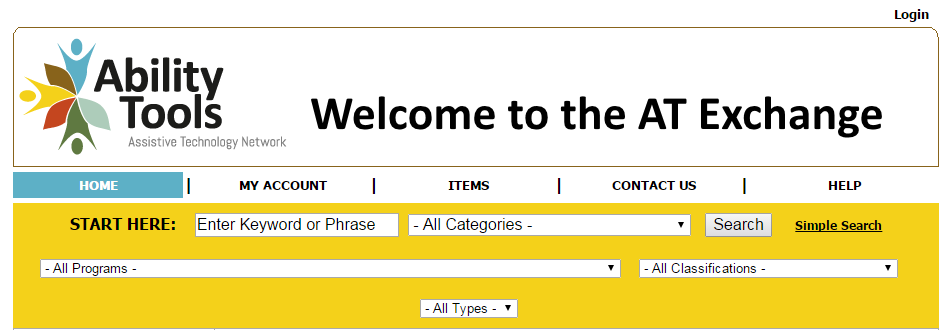 Login
Ability
Tools
Assistive Technology Network
Welcome to the AT Exchange
HOME | MY ACCOUNT | ITEMS | CONTACT US | HELP
START HERE: Enter Keyword or Phrase - All Categories - Search Simple Search
- All Programs - - All Classifications -
- All Types -